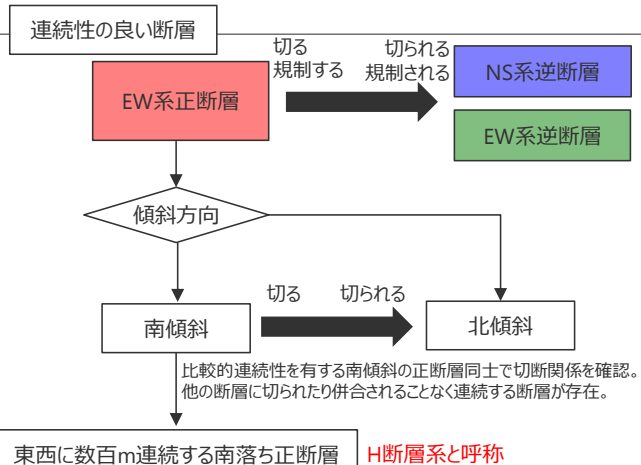 連続性の良い断層
切る
規制する
切られる
規制される
EW系正断層
NS系逆断層
EW系逆断層
傾斜方向
切る
切られる
南傾斜
北傾斜
比較的連続性を有する南傾斜の正断層同士で切断関係を確認。
他の断層に切られたり併合されることなく連続する断層が存在。
東西に数百m連続する南落ち正断層
H断層系と呼称